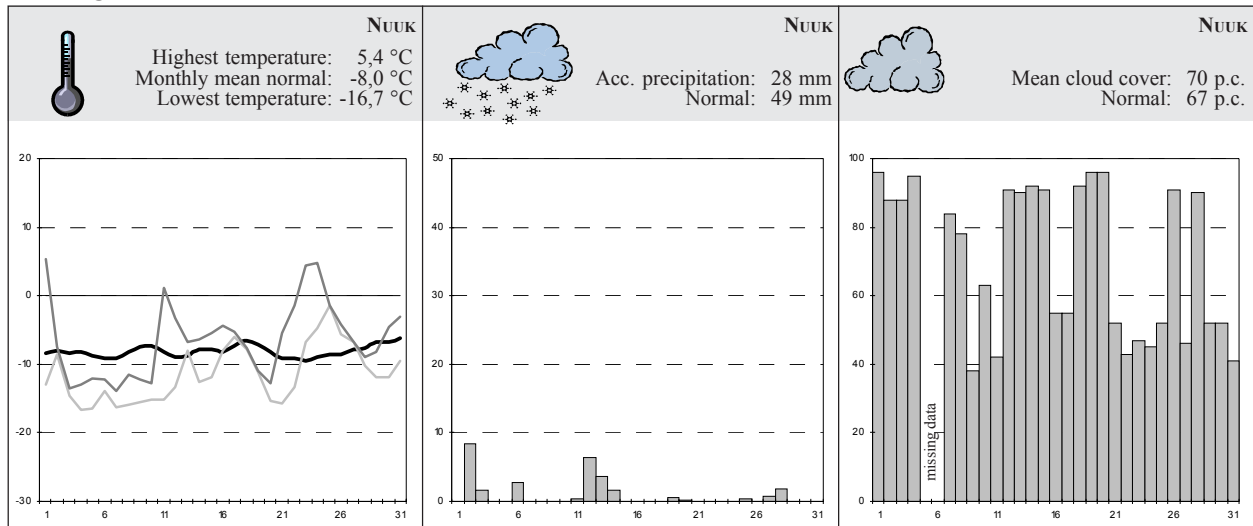 NUUK
Highest temperature: 5,4 °C
Monthly mean normal: -8,0 °C
Lowest temperature: -16,7 °C
20
10
0
-10
-20
-30
1 6 11 16 21 26 31
NUUK
Acc. precipitation: 28 mm
Normal: 49 mm
50
40
30
20
10
0
1 6 11 16 21 26 31
NUUK
Mean cloud cover: 70 p.c.
Normal: 67 p.c.
100
80
60
40
20
0
missing data
1 6 11 16 21 26 31